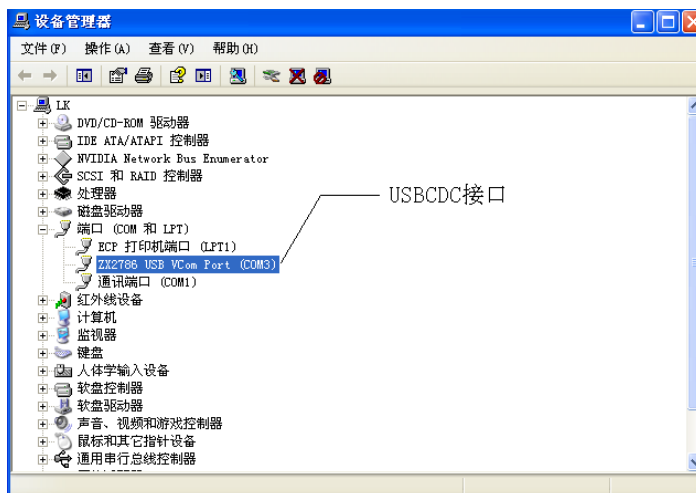 设备管理器
文件(F) 操作(A) 查看(V) 帮助(H)
LK
DVD/CD-ROM 驱动器
IDE ATA/ATAPI 控制器
NVIDIA Network Bus Enumerator
SCSI 和 RAID 控制器
处理器
磁盘驱动器
USBCDC接口
端口 (COM 和 LPT)
ECP 打印机端口 (LPT1)
ZX2786 USB VCom Port (COM3)
通讯端口 (COM1)
红外线设备
计算机
监视器
键盘
人体学输入设备
软盘控制器
软盘驱动器
声音、视频和游戏控制器
鼠标和其它指针设备
通用串行总线控制器